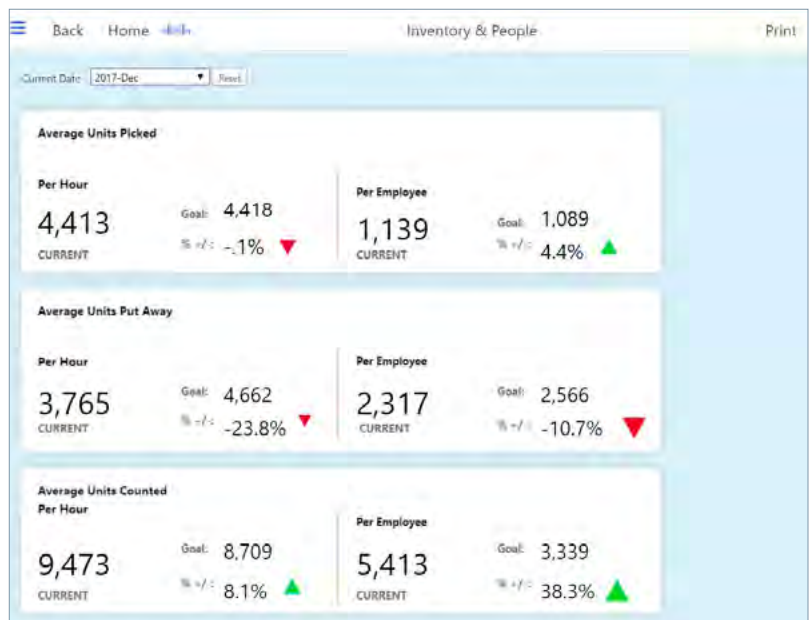 Back Home Inventory & People Print
Current Date 2017-Dec Reset
Average Units Picked
Per Hour
4,413
CURRENT
Goal: 4,418
% +/-: -.1%
Per Employee
1,139
CURRENT
Goal: 1,089
% +/-: 4.4%
Average Units Put Away
Per Hour
3,765
CURRENT
Goal: 4,662
% +/-: -23.8%
Per Employee
2,317
CURRENT
Goal: 2,566
% +/-: -10.7%
Average Units Counted
Per Hour
9,473
CURRENT
Goal: 8,709
% +/-: 8.1%
Per Employee
5,413
CURRENT
Goal: 3,339
% +/-: 38.3%